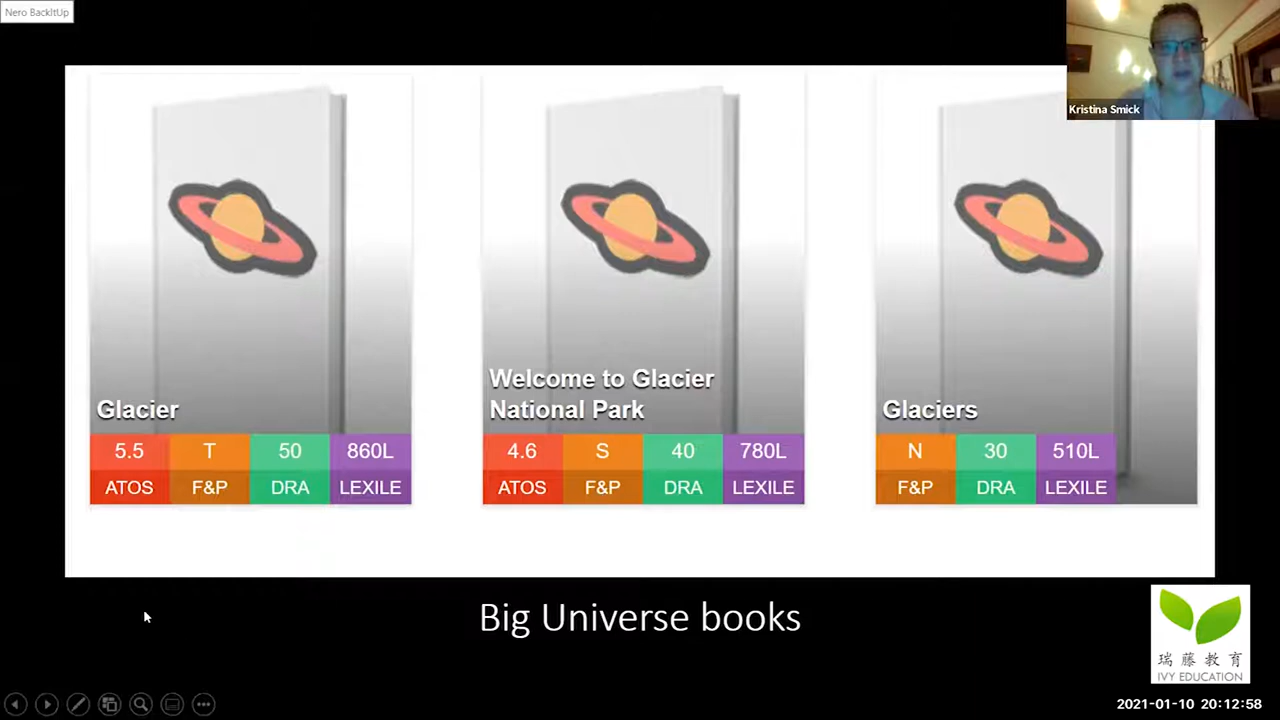 Nero BackItUp
Kristina Smick
Glacier
5.5 T 50 860L
ATOS F&P DRA LEXILE
Welcome to Glacier
National Park
4.6 S 40 780L
ATOS F&P DRA LEXILE
Glaciers
N 30 510L
F&P DRA LEXILE
Big Universe books
瑞藤教育
IVY EDUCATION
2021-01-10 20:12:58